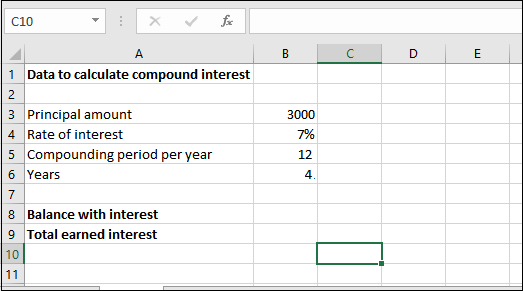 C10 fx
A B C D E
1 Data to calculate compound interest
2
3 Principal amount 3000
4 Rate of interest 7%
5 Compounding period per year 12
6 Years 4.
7
8 Balance with interest
9 Total earned interest
10
11